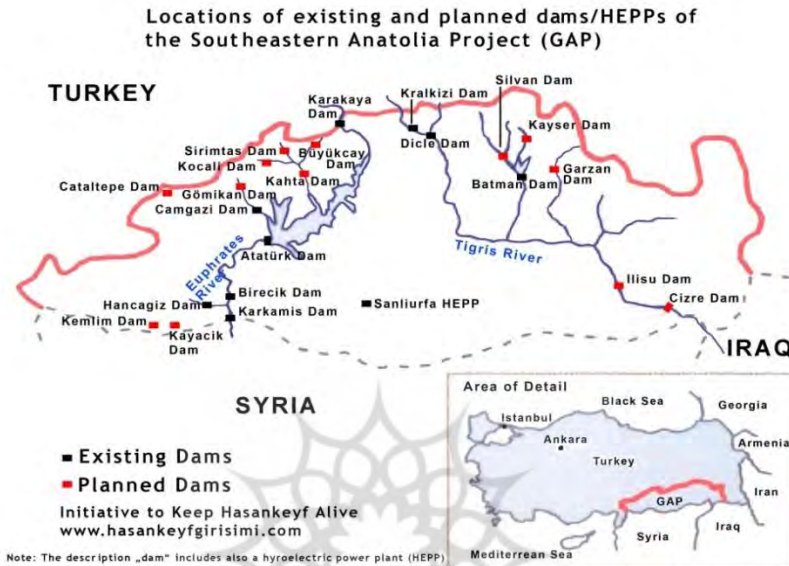 Locations of existing and planned dams/HEPPs of
the Southeastern Anatolia Project (GAP)
TURKEY
Karakaya
Dam
Kralkizi Dam
Silvan Dam
Kayser Dam
Dicle Dam
Sirimtas Dam
Büyükcay
Dam
Kocali Dam
Kahta Dam
Garzan
Dam
Batman Dam
Cataltepe Dam
Gömikan Dam
Camgazi Dam
Atatürk Dam
Euphrates
River
Tigris River
Ilisu Dam
Cizre Dam
Birecik Dam
Hancagiz Dam
Karkamis Dam
Sanliurfa HEPP
Kemlim Dam
Kayacik
Dam
IRAQ
SYRIA
Existing Dams
Planned Dams
Initiative to Keep Hasankeyf Alive
www.hasankeyfgirisimi.com
Note: The description „dam“ includes also a hyroelectric power plant (HEPP)
Area of Detail
Black Sea
Georgia
Istanbul
Ankara
Armenia
Turkey
Iran
GAP
Syria
Iraq
Mediterrean Sea